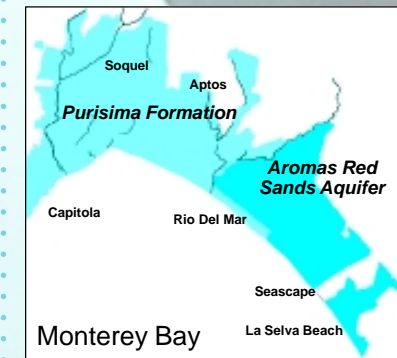 Soquel
Aptos
Purisima Formation
Aromas Red
Sands Aquifer
Capitola
Rio Del Mar
Seascape
Monterey Bay
La Selva Beach